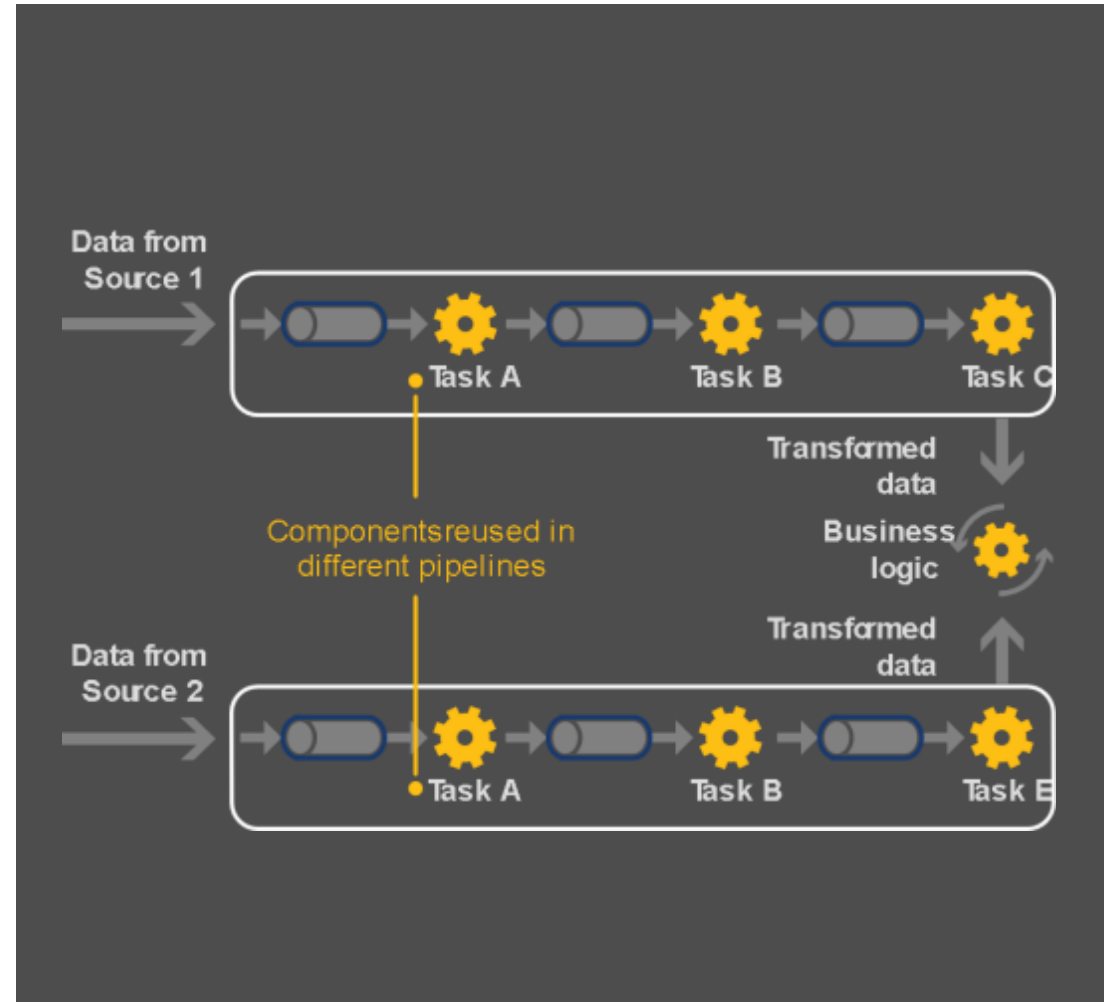 Data from
Source 1
Task A
Task B
Task C
Transformed
data
Componentsreused in
different pipelines
Business
logic
Transformed
data
Data from
Source 2
Task A
Task B
Task E